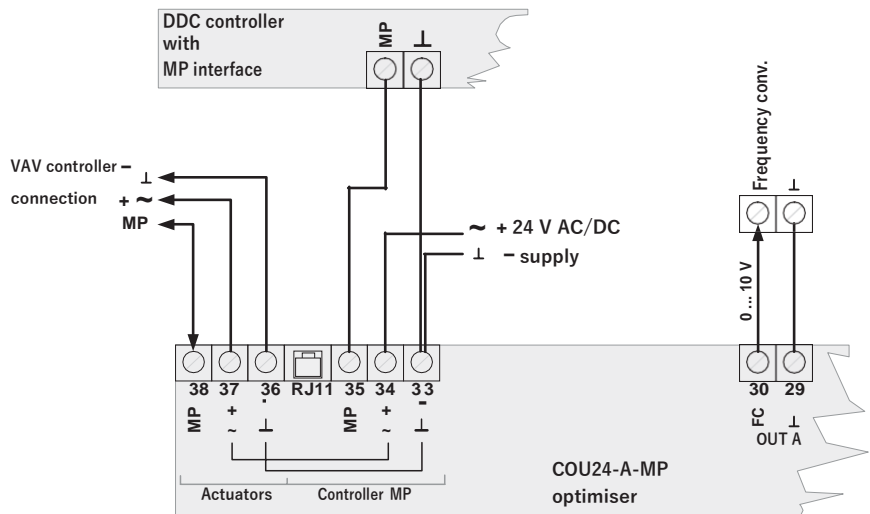 DDC controller
with
MP interface
MP ⊥
VAV controller – ⊥
connection + ~
MP
~ + 24 V AC/DC
⊥ – supply
Frequency conv. ⊥
0 ... 10 V
38 37 36 RJ11 35 34 33
MP + ~ - ⊥ MP + ~ - ⊥
30 29
FC ⊥
OUT A
Actuators Controller MP
COU24-A-MP
optimiser